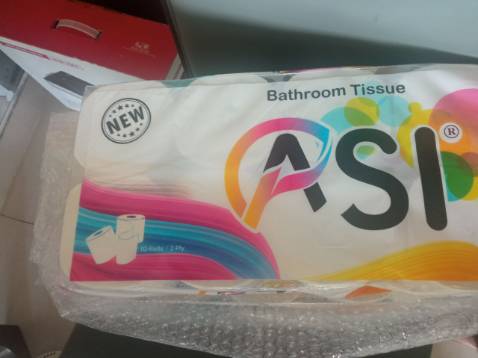 Bathroom Tissue
NEW
ASI®
10 Rolls / 2 Ply